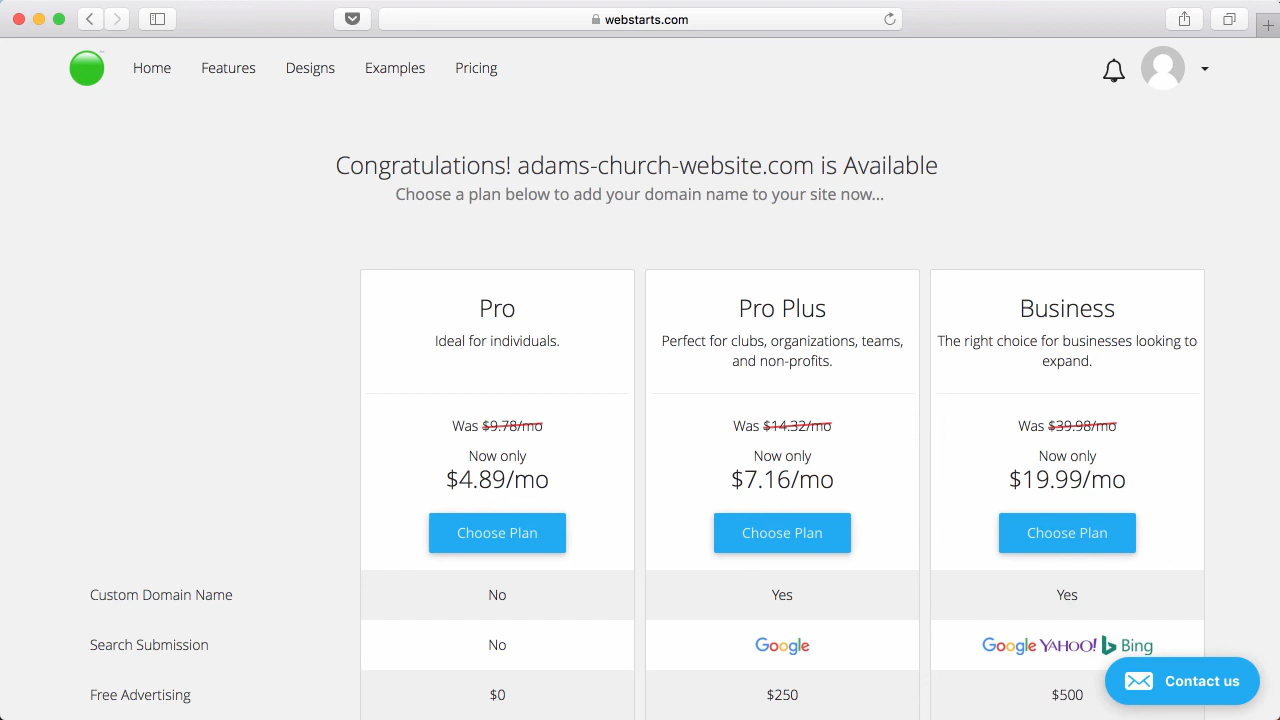 webstarts.com
Home Features Designs Examples Pricing
Congratulations! adams-church-website.com is Available
Choose a plan below to add your domain name to your site now...
Pro
Ideal for individuals.
Was $9.78/mo
Now only
$4.89/mo
Choose Plan
Pro Plus
Perfect for clubs, organizations, teams,
and non-profits.
Was $14.32/mo
Now only
$7.16/mo
Choose Plan
Business
The right choice for businesses looking to
expand.
Was $39.98/mo
Now only
$19.99/mo
Choose Plan
Custom Domain Name No Yes Yes
Search Submission No Google Google YAHOO! Bing
Free Advertising $0 $250 $500
Contact us